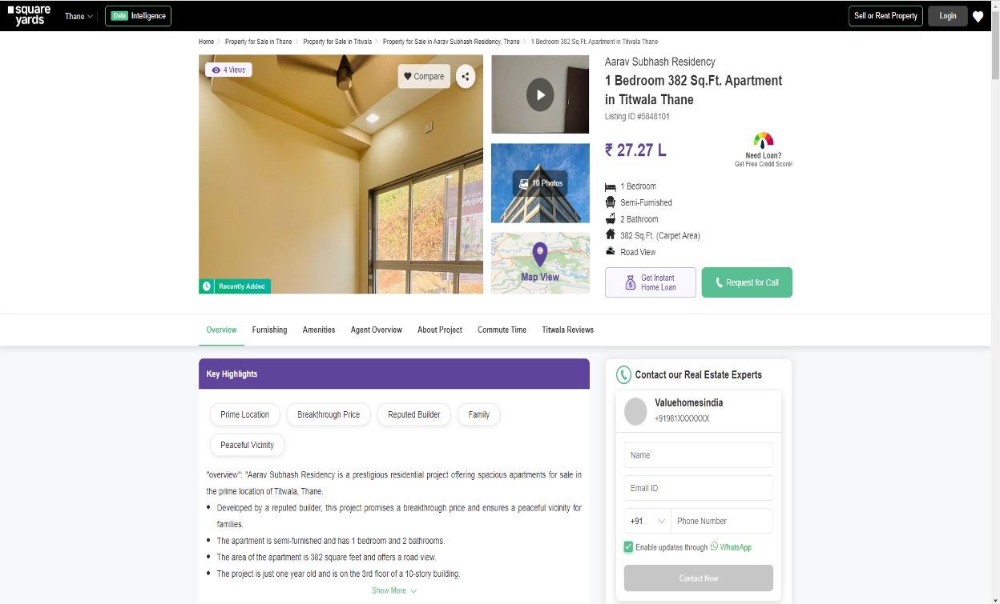 square
yards
Thane
Data Intelligence
Sell or Rent Property
Login
Home
Property for Sale in Thane
Property for Sale in Titwala
Property for Sale in Aarav Subhash Residency, Thane
1 Bedroom 382 Sq.Ft. Apartment in Titwala Thane
4 Views
Compare
Recently Added
10 Photos
Map View
Aarav Subhash Residency
1 Bedroom 382 Sq.Ft. Apartment
in Titwala Thane
Listing ID #5848101
₹ 27.27 L
Need Loan?
Get Free Credit Score!
1 Bedroom
Semi-Furnished
2 Bathroom
382 Sq.Ft. (Carpet Area)
Road View
Get Instant
Home Loan
Request for Call
Overview
Furnishing
Amenities
Agent Overview
About Project
Commute Time
Titwala Reviews
Key Highlights
Prime Location
Breakthrough Price
Reputed Builder
Family
Peaceful Vicinity
"overview": "Aarav Subhash Residency is a prestigious residential project offering spacious apartments for sale in
the prime location of Titwala, Thane.
Developed by a reputed builder, this project promises a breakthrough price and ensures a peaceful vicinity for
families.
The apartment is semi-furnished and has 1 bedroom and 2 bathrooms.
The area of the apartment is 382 square feet and offers a road view.
The project is just one year old and is on the 3rd floor of a 10-story building.
Show More
Contact our Real Estate Experts
Valuehomesindia
+91981XXXXXXX
Name
Email ID
+91
Phone Number
Enable updates through WhatsApp
Contact Now